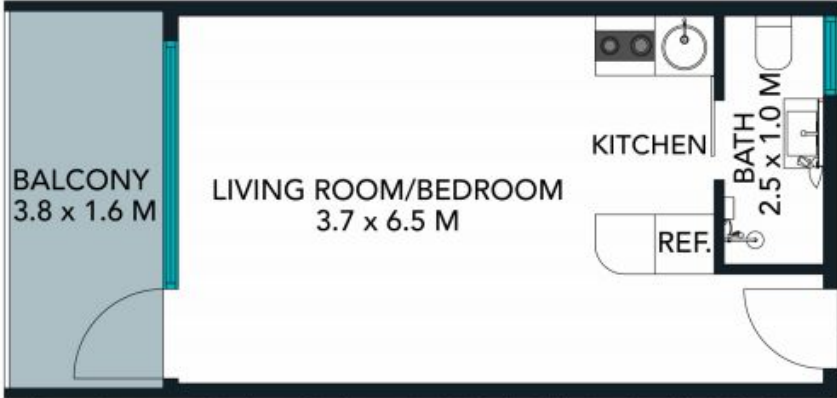 BALCONY
3.8 x 1.6 M
LIVING ROOM/BEDROOM
3.7 x 6.5 M
KITCHEN
REF.
BATH
2.5 x 1.0 M